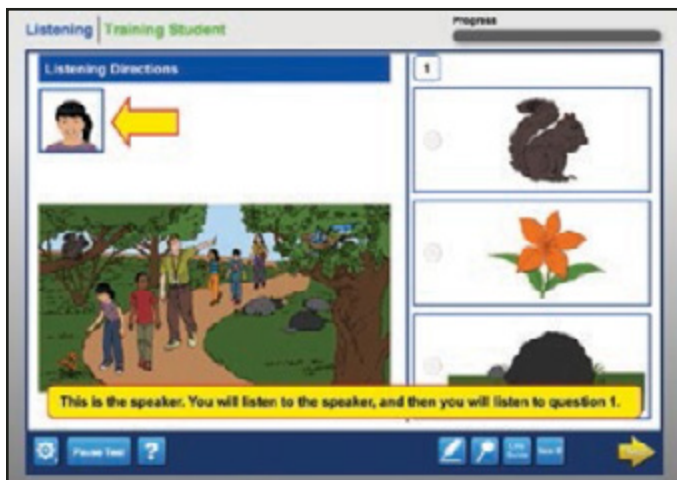 Listening | Training Student
Progress
Listening Directions
1
This is the speaker. You will listen to the speaker, and then you will listen to question 1.
Pause Test
?